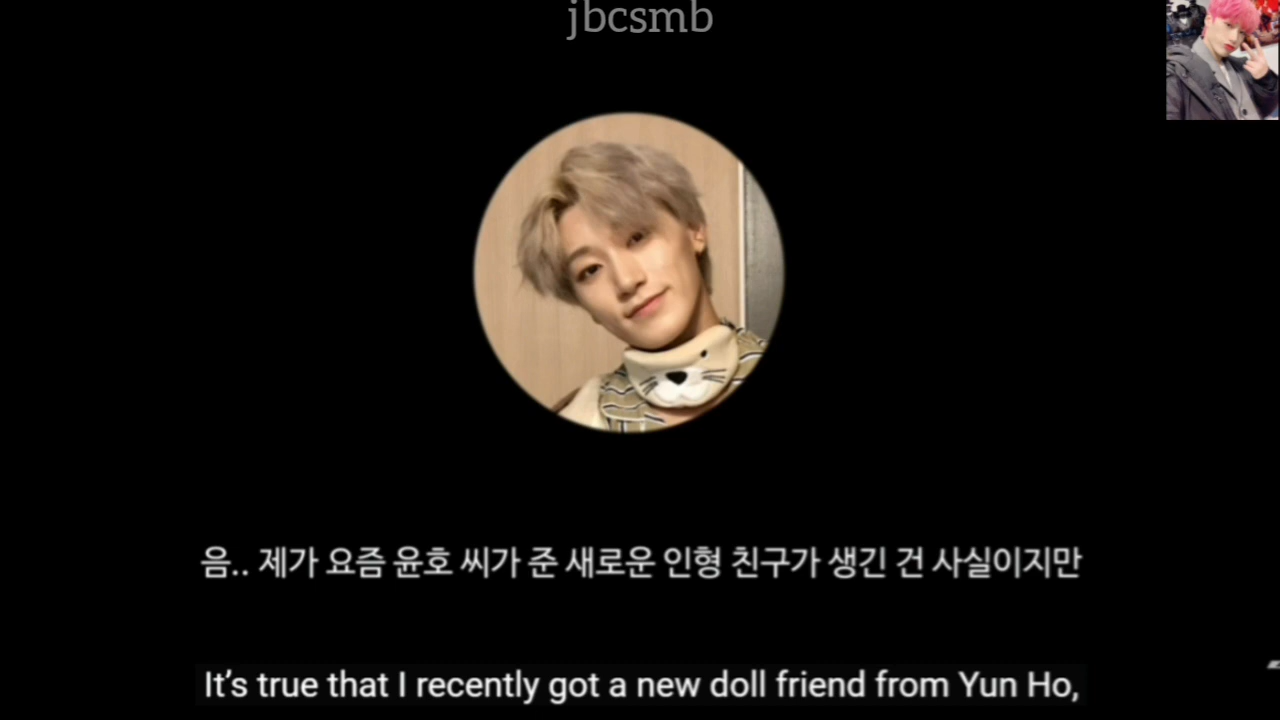 jbcsmb
음.. 제가 요즘 윤호 씨가 준 새로운 인형 친구가 생긴 건 사실이지만
It’s true that I recently got a new doll friend from Yun Ho,